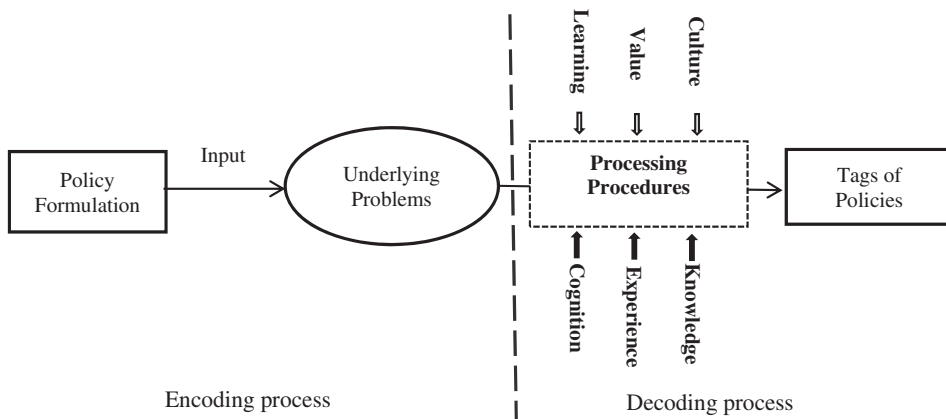 Learning
Value
Culture
Policy
Formulation
Input
Underlying
Problems
Processing
Procedures
Tags of
Policies
Cognition
Experience
Knowledge
Encoding process
Decoding process